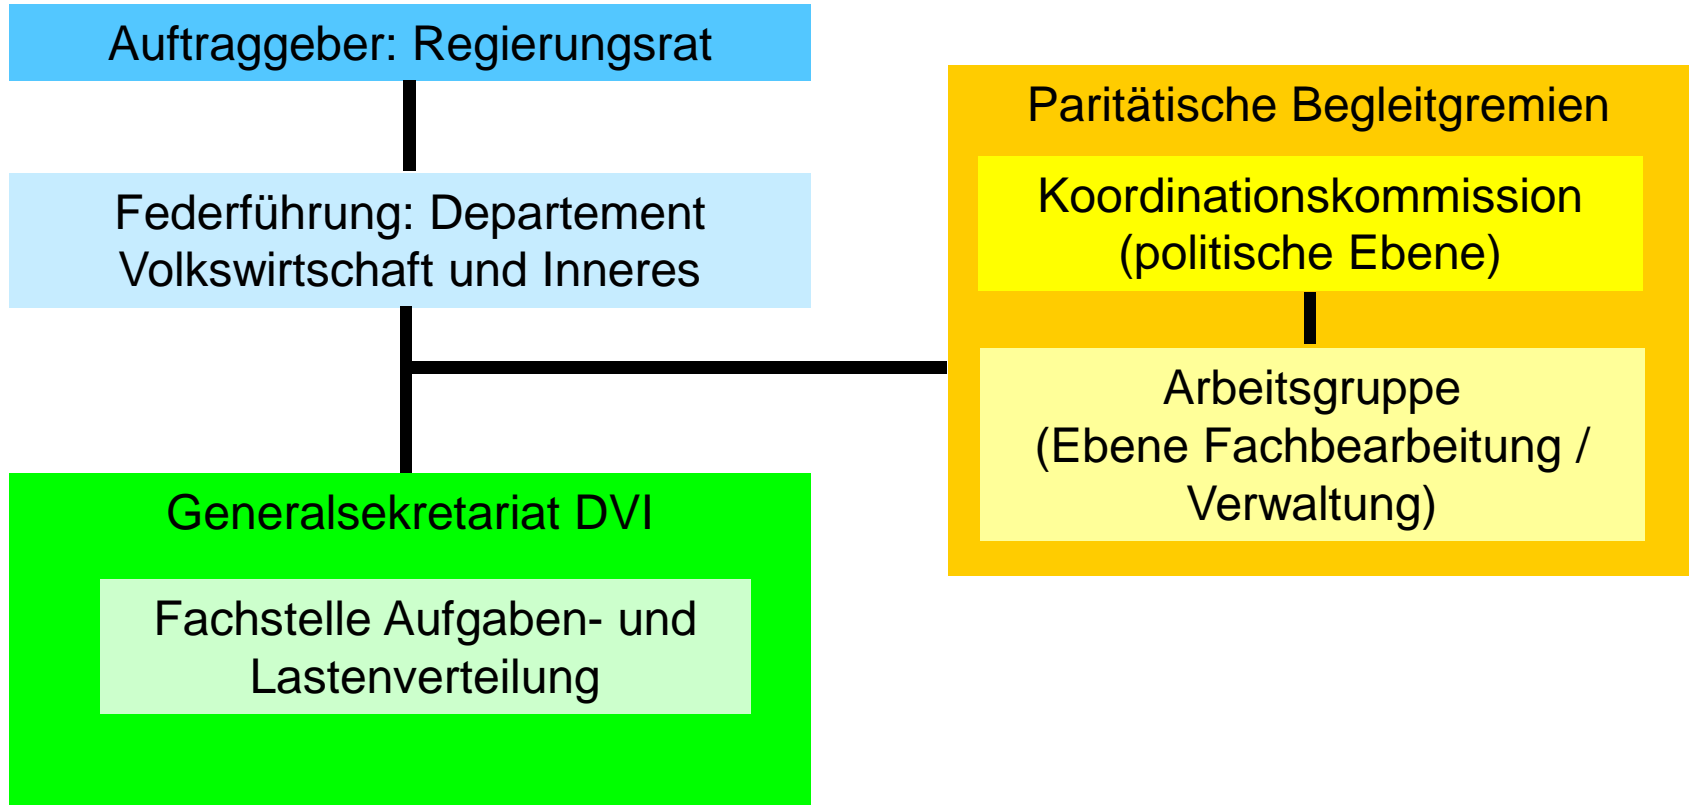 Auftraggeber: Regierungsrat
Federführung: Departement
Volkswirtschaft und Inneres
Generalsekretariat DVI
Fachstelle Aufgaben- und
Lastenverteilung
Paritätische Begleitgremien
Koordinationskommission
(politische Ebene)
Arbeitsgruppe
(Ebene Fachbearbeitung /
Verwaltung)